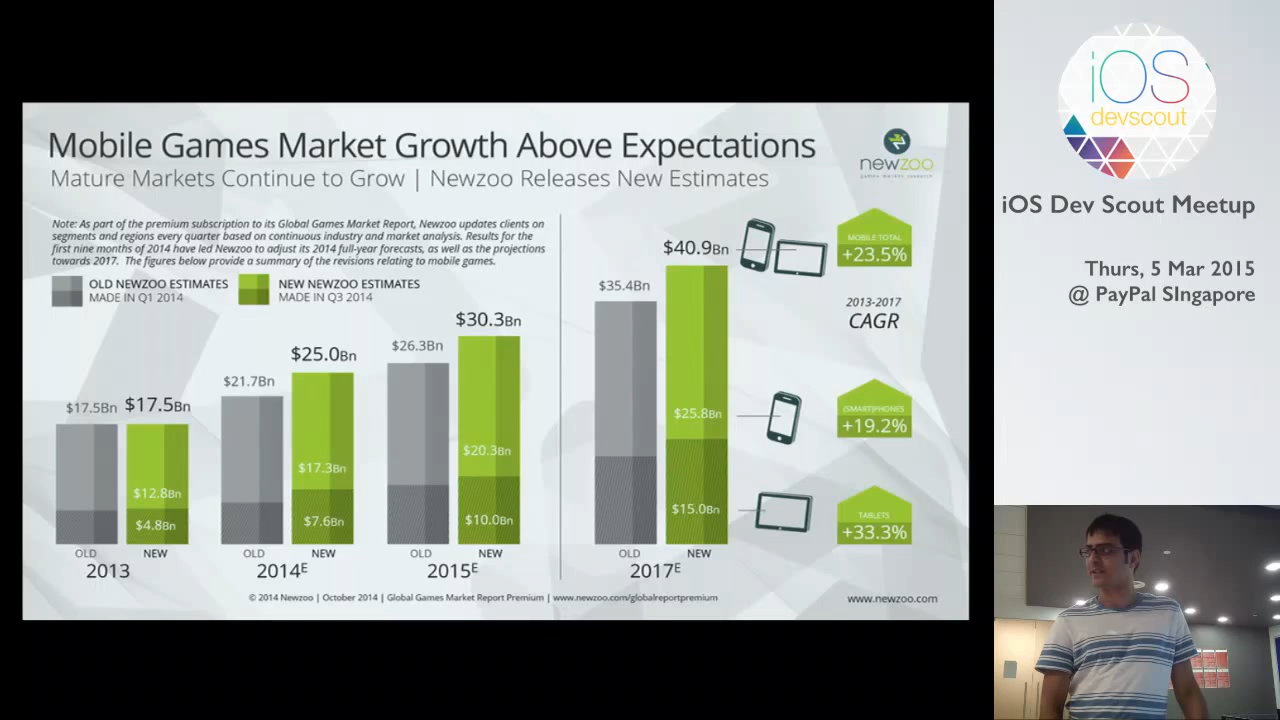 Mobile Games Market Growth Above Expectations
Mature Markets Continue to Grow | Newzoo Releases New Estimates
newzoo
games market research
Note: As part of the premium subscription to its Global Games Market Report, Newzoo updates clients on
segments and regions every quarter based on continuous industry and market analysis. Results for the
first nine months of 2014 have led Newzoo to adjust its 2014 full-year forecasts, as well as the projections
towards 2017. The figures below provide a summary of the revisions relating to mobile games.
OLD NEWZOO ESTIMATES
MADE IN Q1 2014
NEW NEWZOO ESTIMATES
MADE IN Q3 2014
$17.5Bn
$17.5Bn
$12.8Bn
$4.8Bn
OLD
NEW
2013
$21.7Bn
$25.0Bn
$17.3Bn
$7.6Bn
OLD
NEW
2014E
$26.3Bn
$30.3Bn
$20.3Bn
$10.0Bn
OLD
NEW
2015E
$35.4Bn
$40.9Bn
$25.8Bn
$15.0Bn
OLD
NEW
2017E
MOBILE TOTAL
+23.5%
2013-2017
CAGR
(SMART)PHONES
+19.2%
TABLETS
+33.3%
© 2014 Newzoo | October 2014 | Global Games Market Report Premium | www.newzoo.com/globalreportpremium
www.newzoo.com
iOS
devscout
iOS Dev Scout Meetup
Thurs, 5 Mar 2015
@ PayPal SIngapore